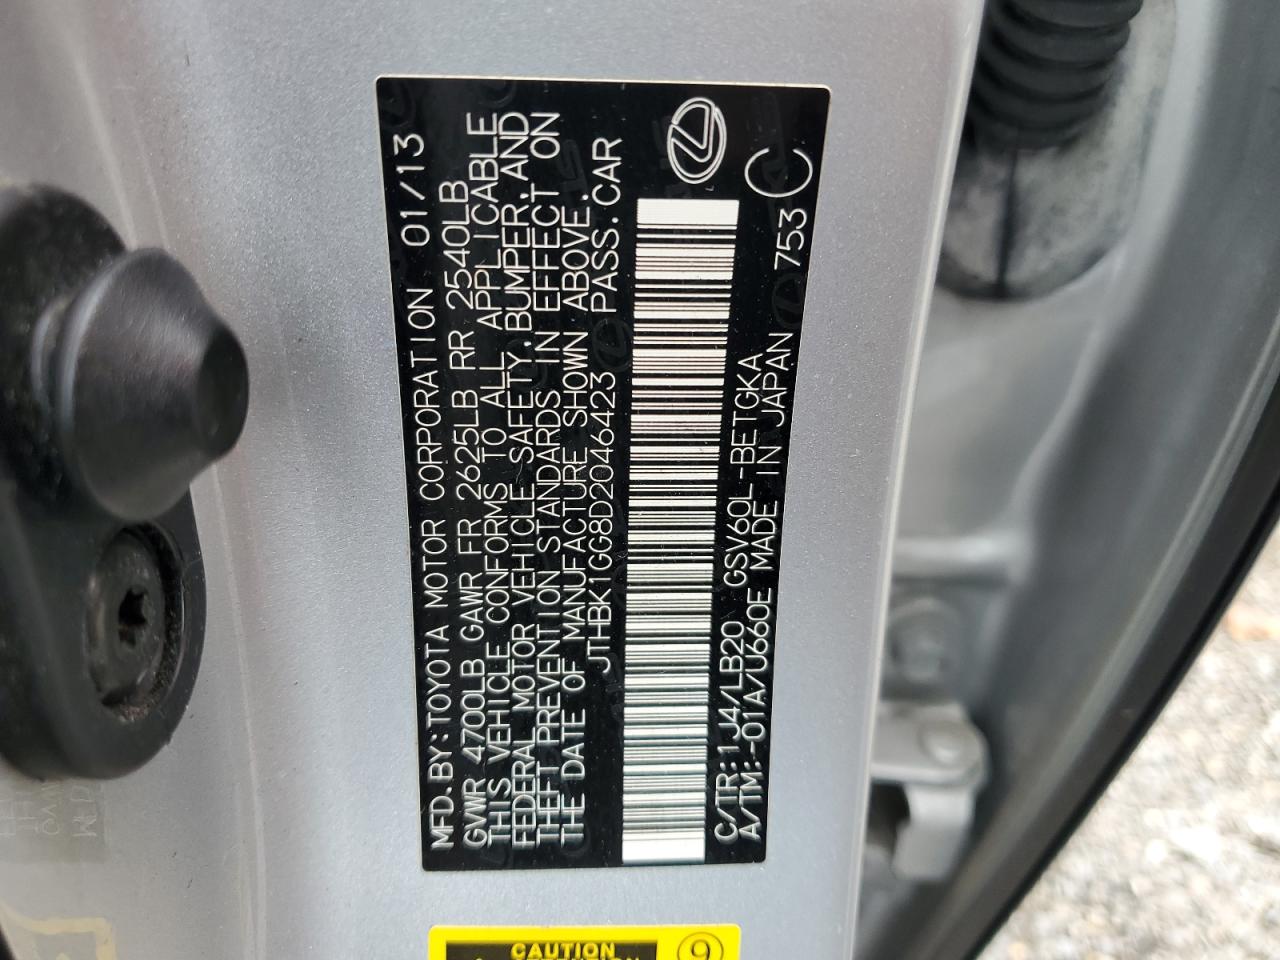 MFD.BY:TOYOTA MOTOR CORPORATION 01/13
GVWR 4700LB GAWR FR 2625LB RR 2540LB
THIS VEHICLE CONFORMS TO ALL APPLICABLE
FEDERAL MOTOR VEHICLE SAFETY,BUMPER,AND
THEFT PREVENTION STANDARDS IN EFFECT ON
THE DATE OF MANUFACTURE SHOWN ABOVE.
JTHBK1GG8D2046423 PASS.CAR
C/TR:1J4/LB20 GSV60L-BETGKA
A/TM:-01A/U660E MADE IN JAPAN 753 C
CAUTION
9